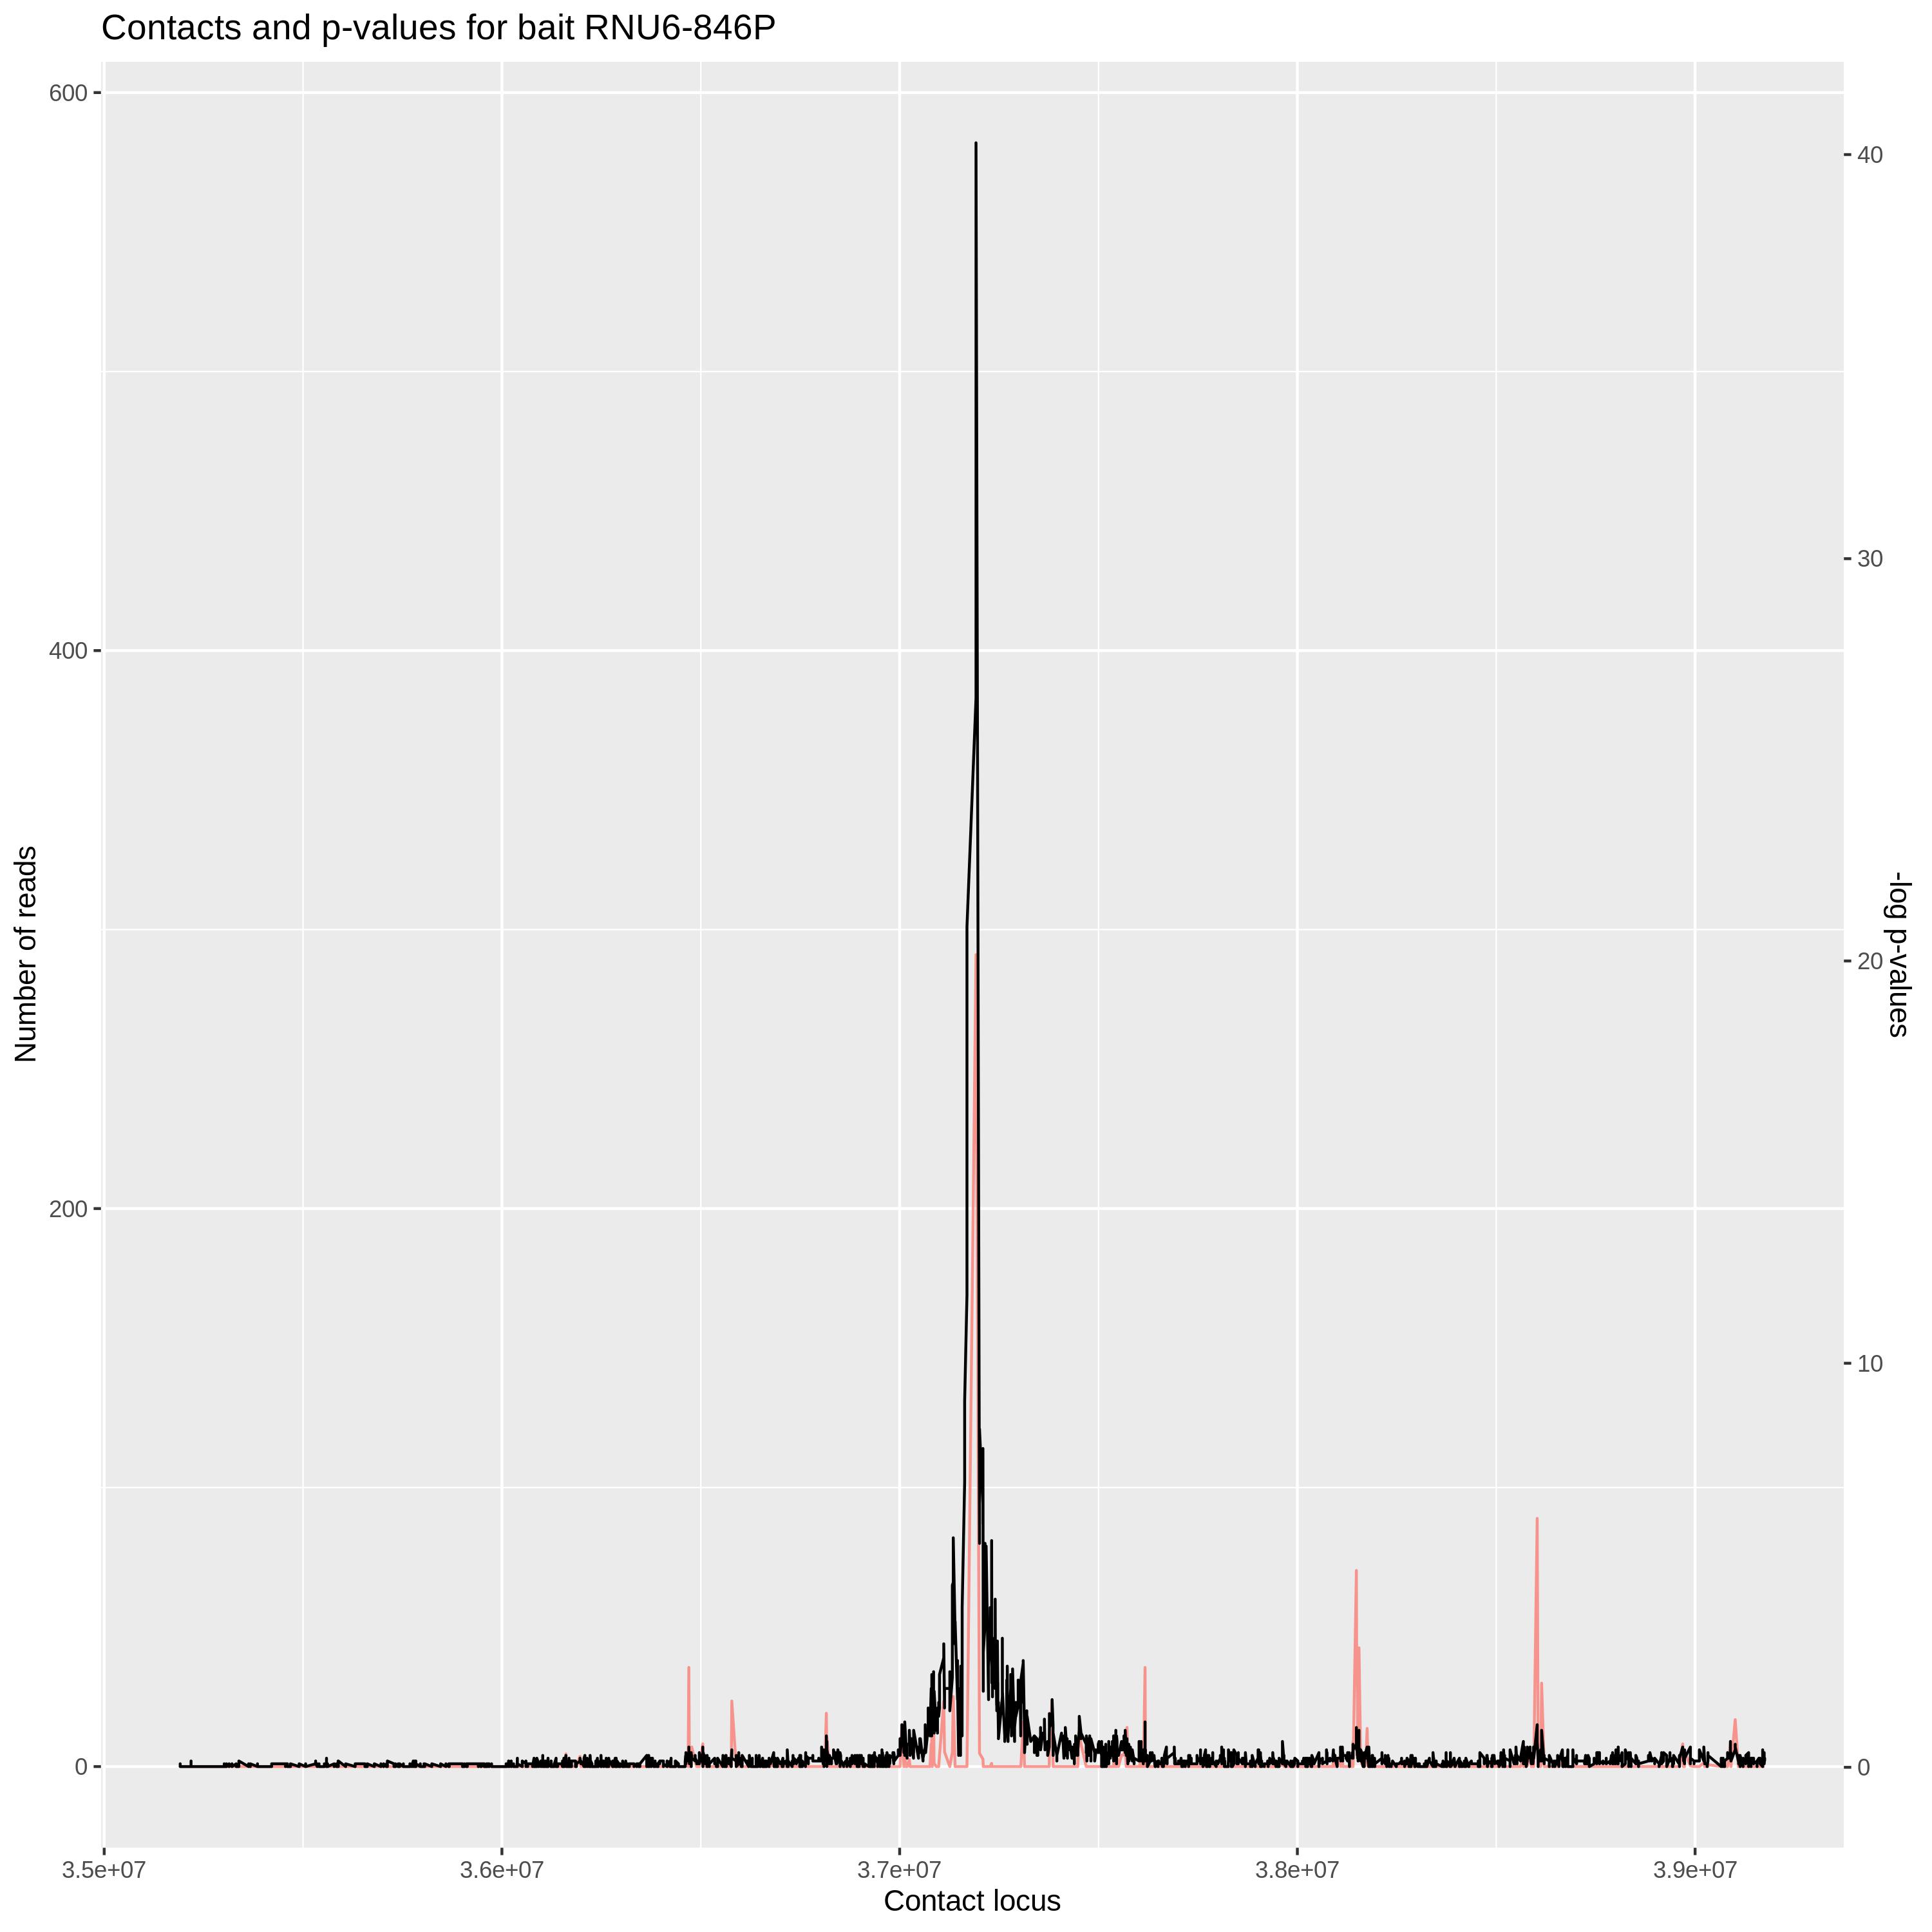 Contacts and p-values for bait RNU6-846P
600
400
200
0
Number of reads
40
30
20
10
0
-log p-values
3.5e+07
3.6e+07
3.7e+07
3.8e+07
3.9e+07
Contact locus